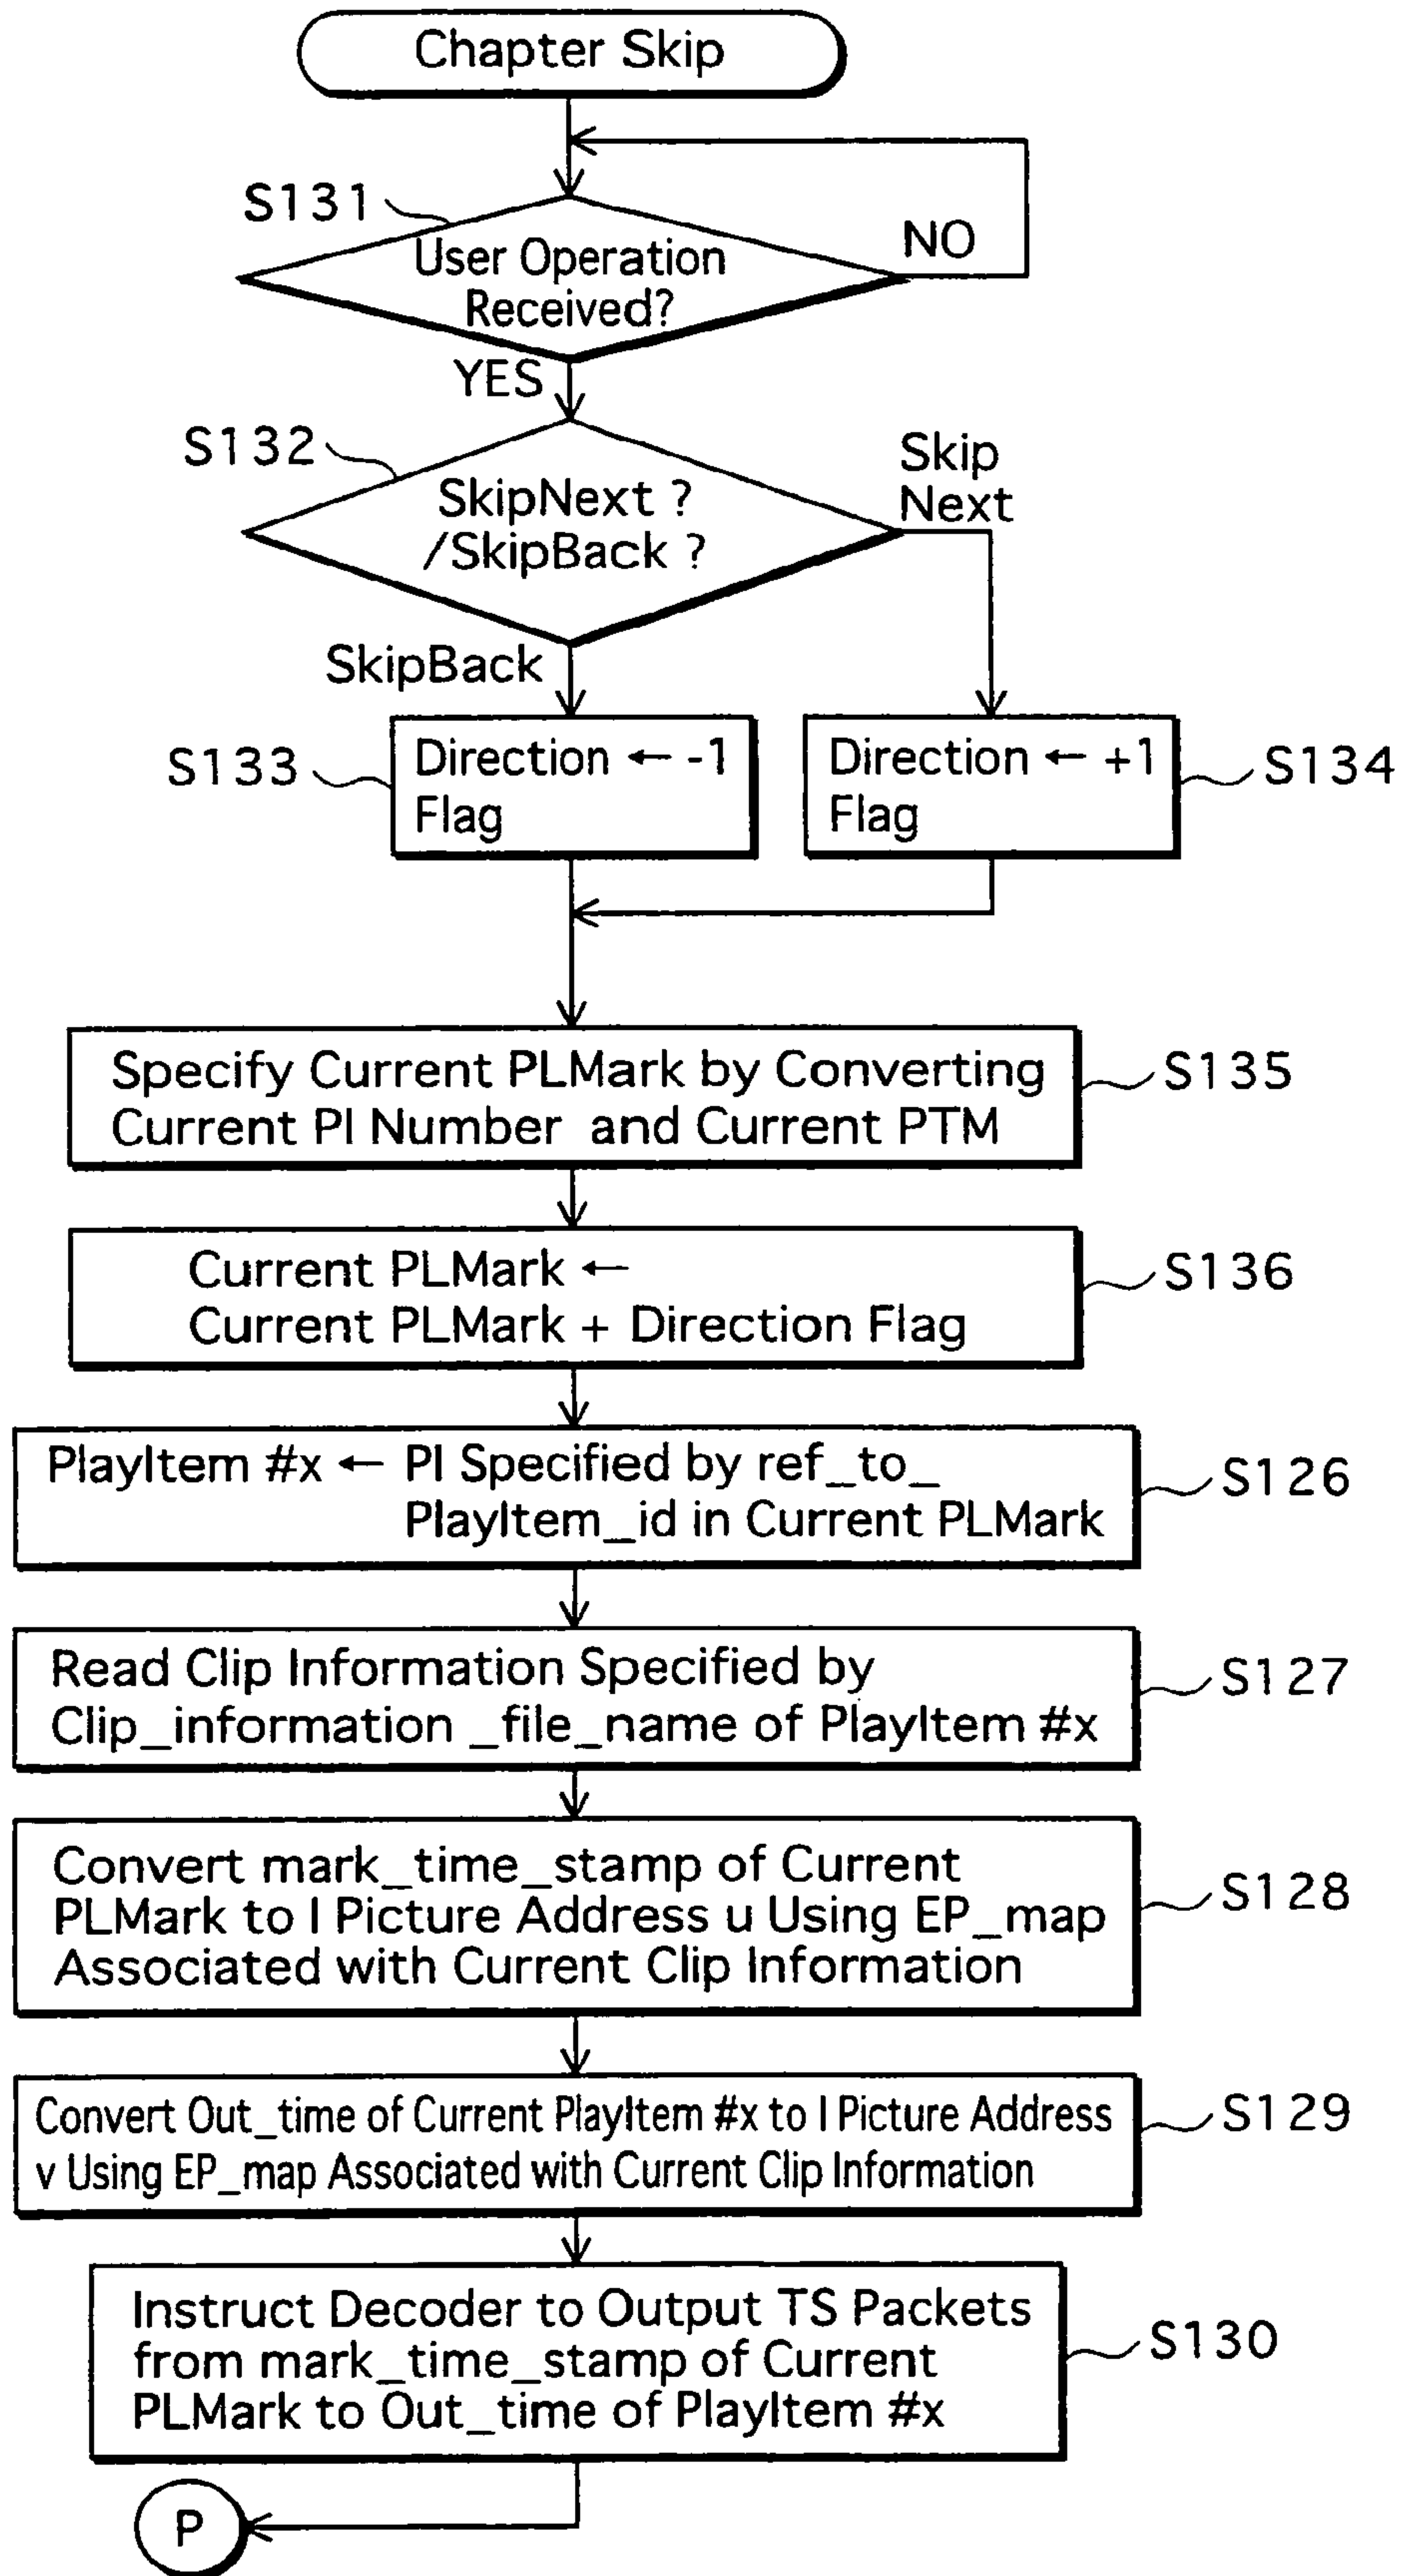 Chapter Skip
S131
User Operation
Received?
NO
YES
S132
SkipNext ?
/SkipBack ?
Skip
Next
SkipBack
S133
Direction ← -1
Flag
Direction ← +1
Flag
S134
Specify Current PLMark by Converting
Current PI Number and Current PTM
S135
Current PLMark ←
Current PLMark + Direction Flag
S136
PlayItem #x ← PI Specified by ref_to_
PlayItem_id in Current PLMark
S126
Read Clip Information Specified by
Clip_information _file_name of PlayItem #x
S127
Convert mark_time_stamp of Current
PLMark to I Picture Address u Using EP_map
Associated with Current Clip Information
S128
Convert Out_time of Current PlayItem #x to I Picture Address
v Using EP_map Associated with Current Clip Information
S129
Instruct Decoder to Output TS Packets
from mark_time_stamp of Current
PLMark to Out_time of PlayItem #x
S130
P